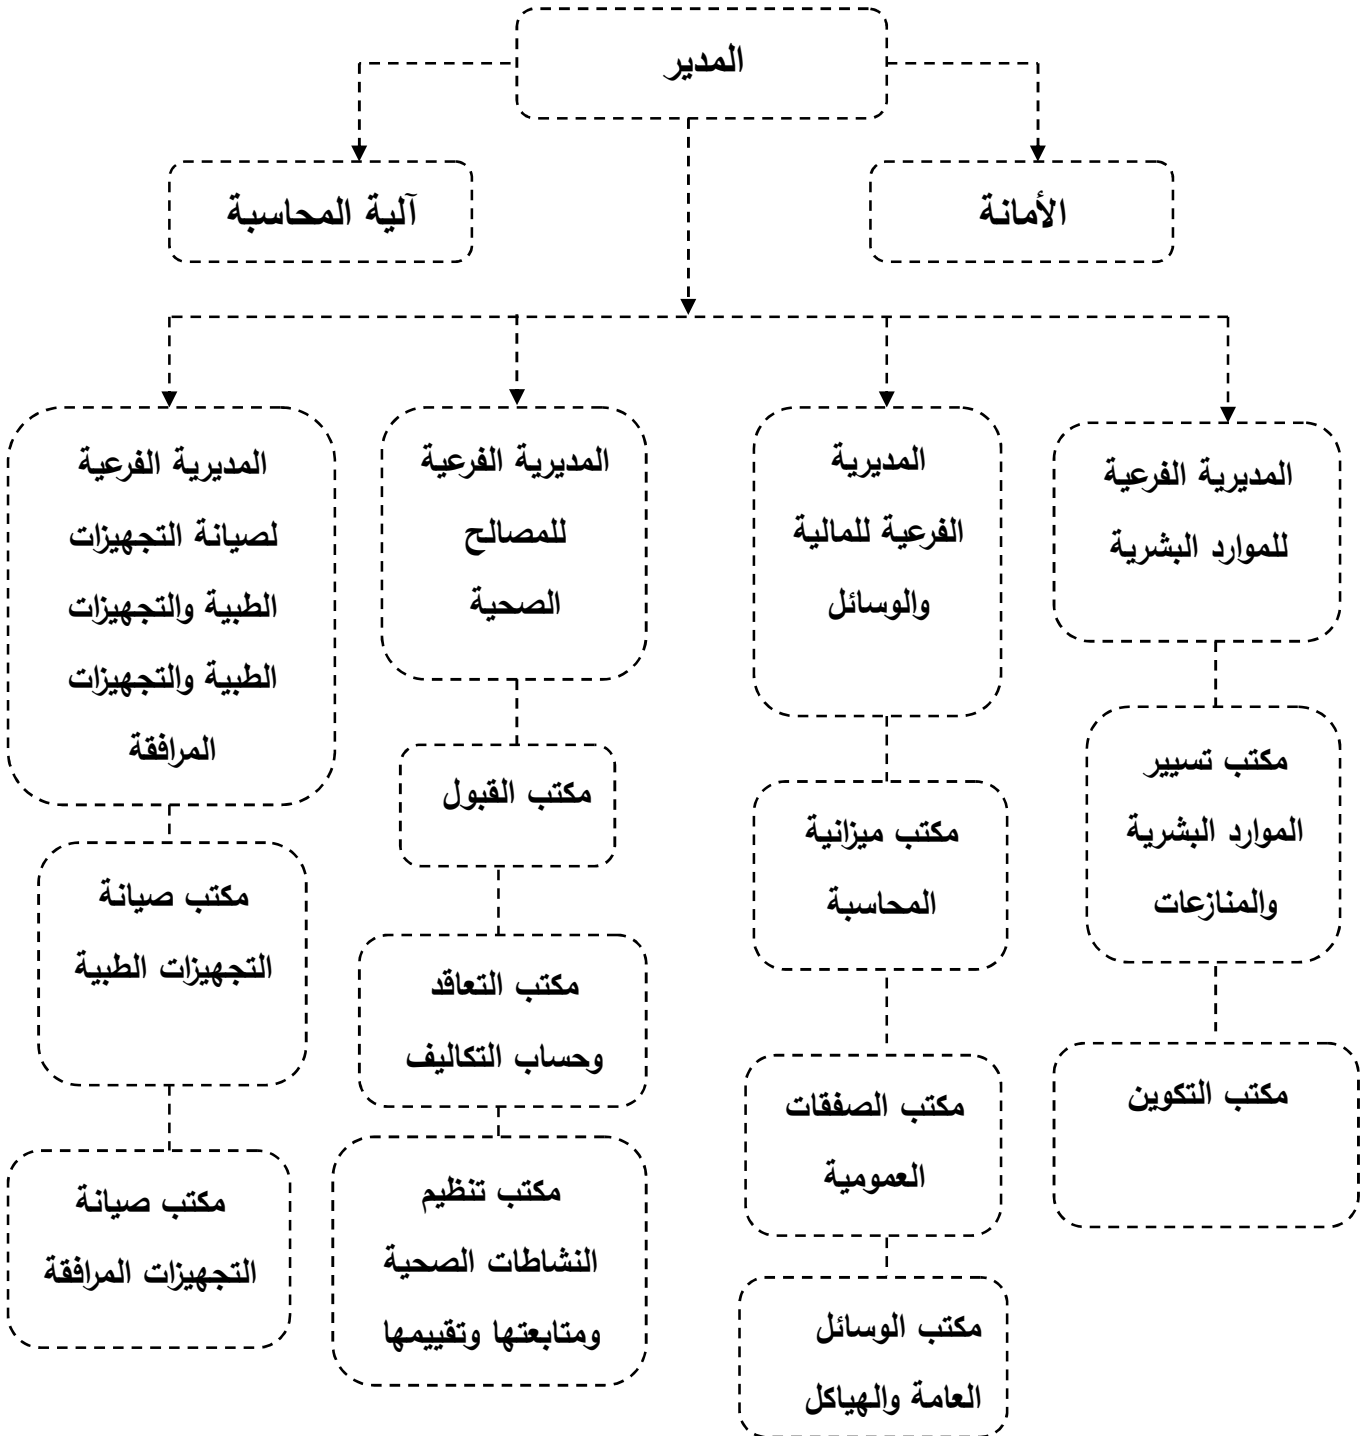 المدير
الأمانة
آلية المحاسبة
المديرية الفرعية
للموارد البشرية
مكتب تسيير
الموارد البشرية
والمنازعات
مكتب التكوين
المديرية
الفرعية للمالية
والوسائل
مكتب ميزانية
المحاسبة
مكتب الصفقات
العمومية
مكتب الوسائل
العامة والهياكل
المديرية الفرعية
للمصالح
الصحية
مكتب القبول
مكتب التعاقد
وحساب التكاليف
مكتب تنظيم
النشاطات الصحية
ومتابعتها وتقييمها
المديرية الفرعية
لصيانة التجهيزات
الطبية والتجهيزات
الطبية والتجهيزات
المرافقة
مكتب صيانة
التجهيزات الطبية
مكتب صيانة
التجهيزات المرافقة